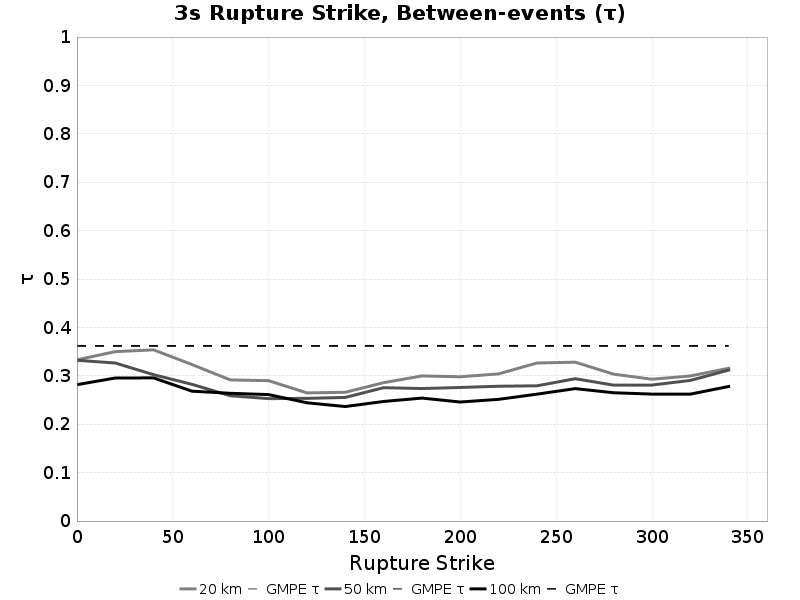 3s Rupture Strike, Between-events (τ)
1
0.9
0.8
0.7
0.6
0.5
τ
0.4
0.3
0.2
0.1
0
0 50 100 150 200 250 300 350
Rupture Strike
20 km GMPE τ 50 km GMPE τ 100 km GMPE τ